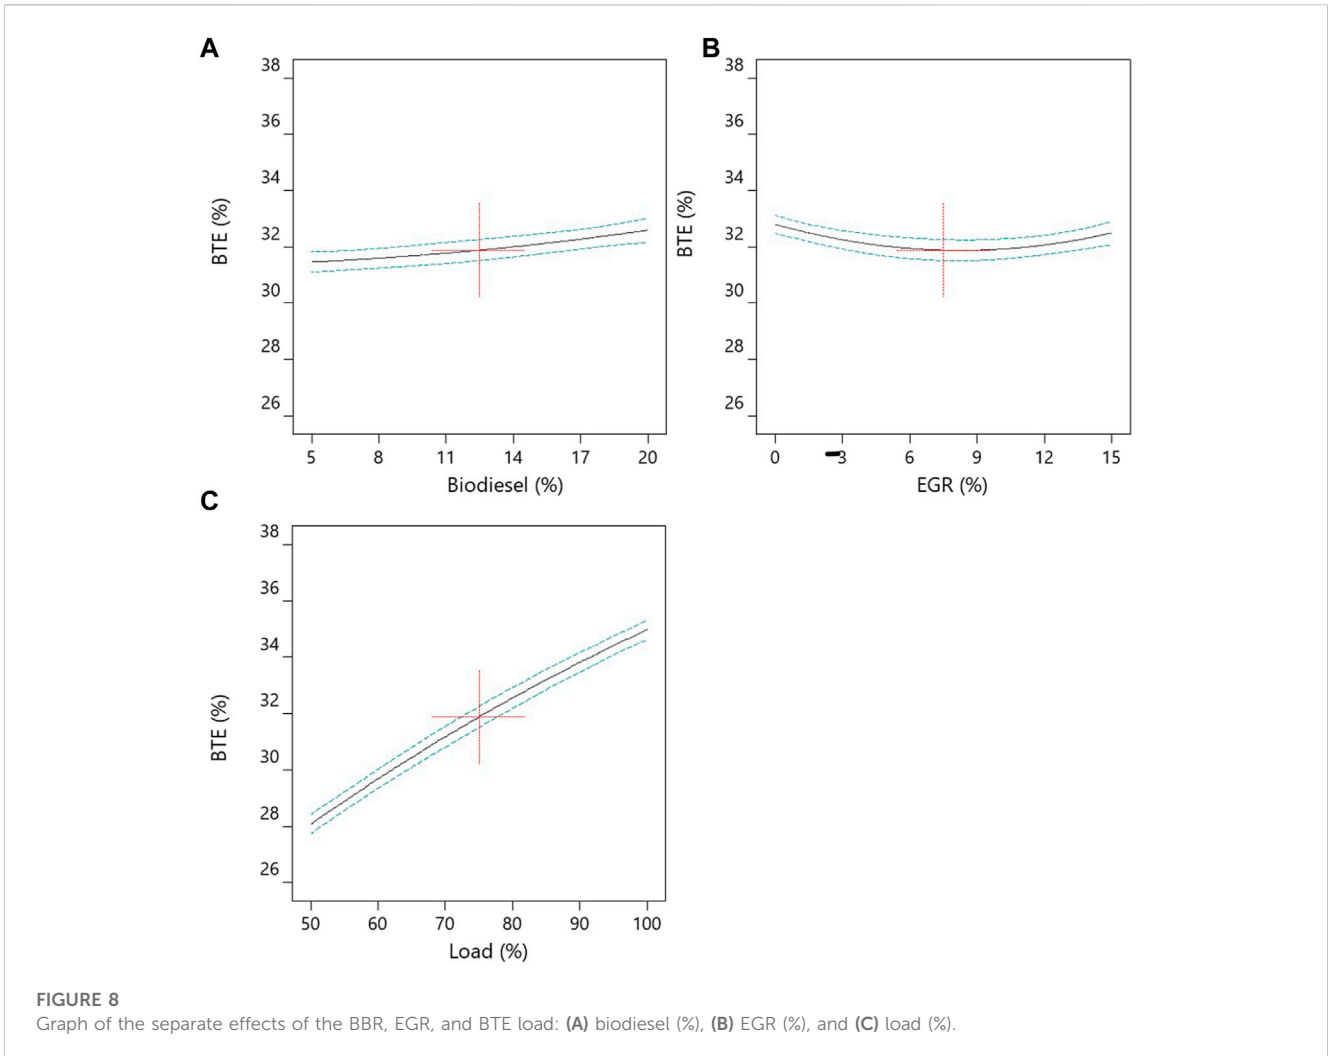 A
38
36
34
32
30
28
26
BTE (%)
5 8 11 14 17 20
Biodiesel (%)
B
38
36
34
32
30
28
26
BTE (%)
0 3 6 9 12 15
EGR (%)
C
38
36
34
32
30
28
26
BTE (%)
50 60 70 80 90 100
Load (%)
FIGURE 8
Graph of the separate effects of the BBR, EGR, and BTE load: (A) biodiesel (%), (B) EGR (%), and (C) load (%).